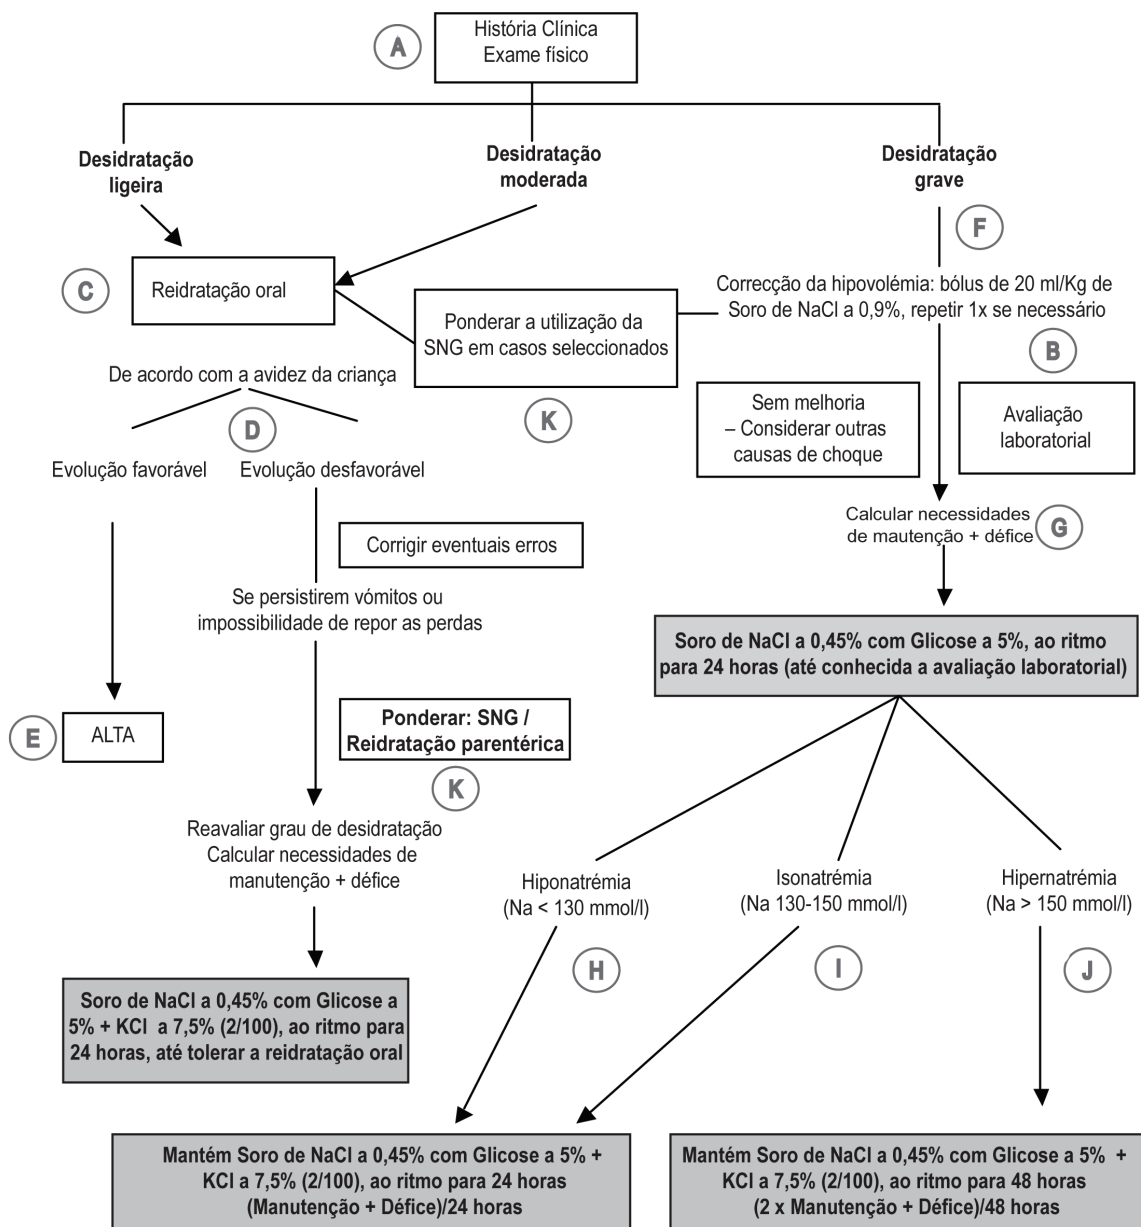 A
História Clínica
Exame físico
Desidratação
ligeira
Desidratação
moderada
Desidratação
grave
F
C
Reidratação oral
Ponderar a utilização da
SNG em casos seleccionados
K
Correcção da hipovolémia: bólus de 20 ml/Kg de
Soro de NaCl a 0,9%, repetir 1x se necessário
B
De acordo com a avidez da criança
D
Evolução favorável
Evolução desfavorável
Sem melhoria
– Considerar outras
causas de choque
Avaliação
laboratorial
Calcular necessidades
de mautenção + défice
G
Corrigir eventuais erros
Se persistirem vómitos ou
impossibilidade de repor as perdas
Soro de NaCl a 0,45% com Glicose a 5%, ao ritmo
para 24 horas (até conhecida a avaliação laboratorial)
E
ALTA
Ponderar: SNG /
Reidratação parentérica
K
Reavaliar grau de desidratação
Calcular necessidades de
manutenção + défice
Hiponatrémia
(Na < 130 mmol/l)
Isonatrémia
(Na 130-150 mmol/l)
Hipernatrémia
(Na > 150 mmol/l)
H
I
J
Soro de NaCl a 0,45% com Glicose a
5% + KCl a 7,5% (2/100), ao ritmo para
24 horas, até tolerar a reidratação oral
Mantém Soro de NaCl a 0,45% com Glicose a 5% +
KCl a 7,5% (2/100), ao ritmo para 24 horas
(Manutenção + Défice)/24 horas
Mantém Soro de NaCl a 0,45% com Glicose a 5% +
KCl a 7,5% (2/100), ao ritmo para 48 horas
(2 x Manutenção + Défice)/48 horas